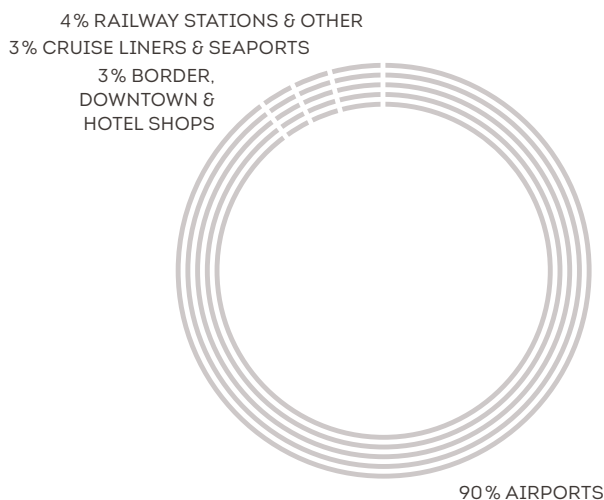 4% RAILWAY STATIONS & OTHER
3% CRUISE LINERS & SEAPORTS
3% BORDER,
DOWNTOWN &
HOTEL SHOPS
90% AIRPORTS